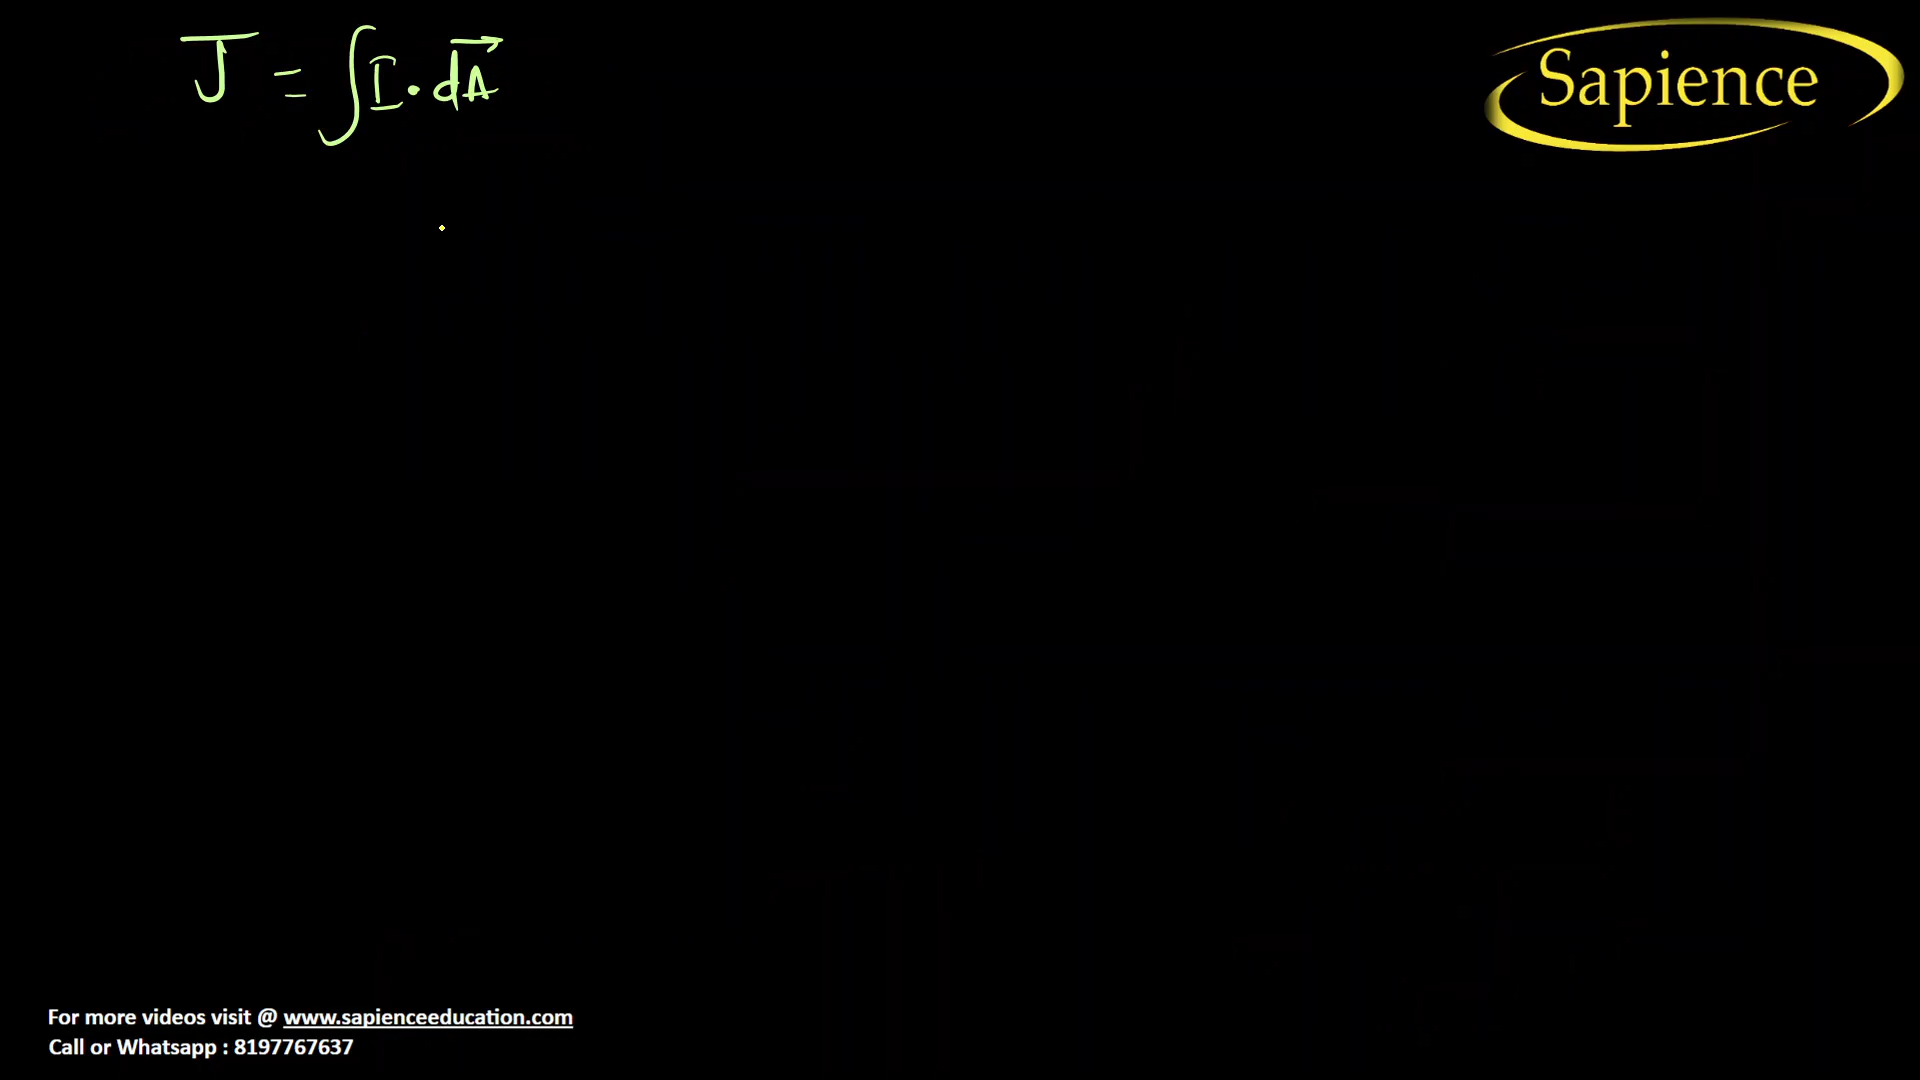 J̅ = ∫ I · dA⃗
Sapience
For more videos visit @ www.sapienceeducation.com
Call or Whatsapp : 8197767637